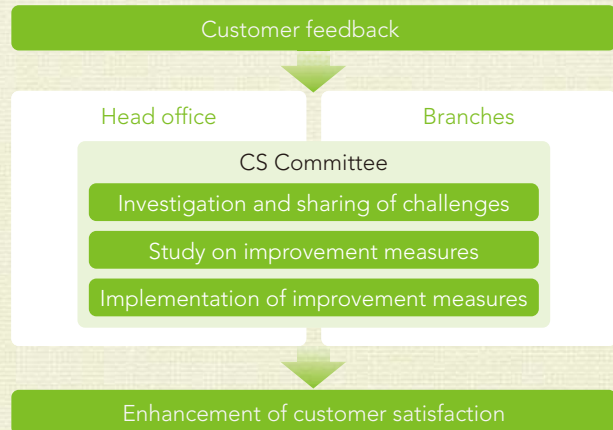 Customer feedback
Head office
Branches
CS Committee
Investigation and sharing of challenges
Study on improvement measures
Implementation of improvement measures
Enhancement of customer satisfaction